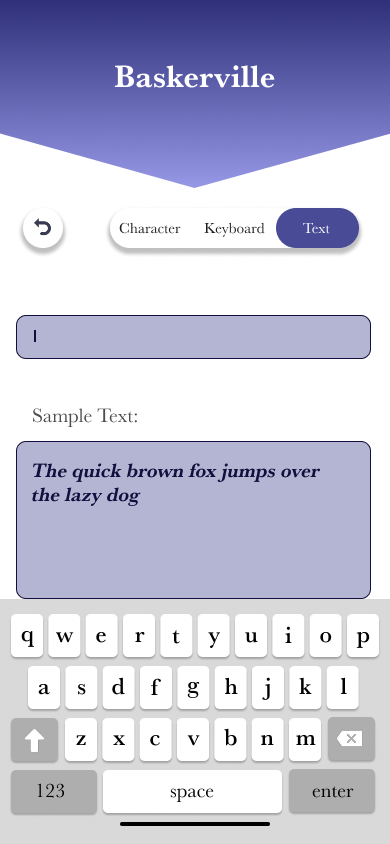 Baskerville
Character Keyboard Text
Sample Text:
The quick brown fox jumps over
the lazy dog
q w e r t y u i o p
a s d f g h j k l
z x c v b n m
123 space enter